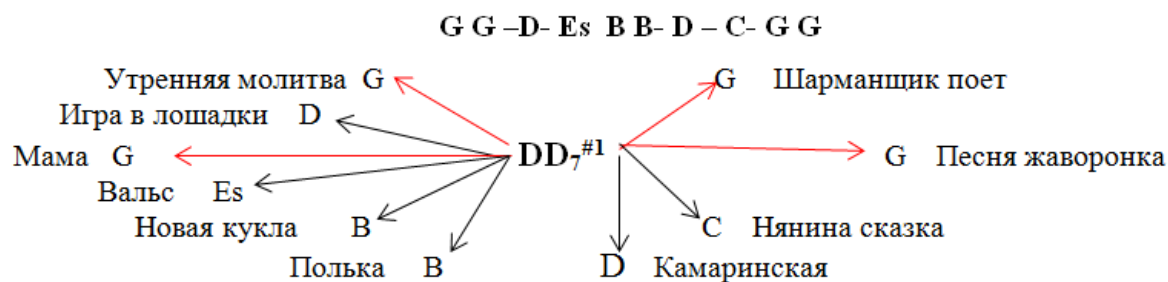 G G –D- Es B B- D – C- G G
Утренняя молитва G G Шарманщик поет
Игра в лошадки D
DD7#1
Мама G G Песня жаворонка
Вальс Es
Новая кукла B C Нянина сказка
Полька B D Камаринская